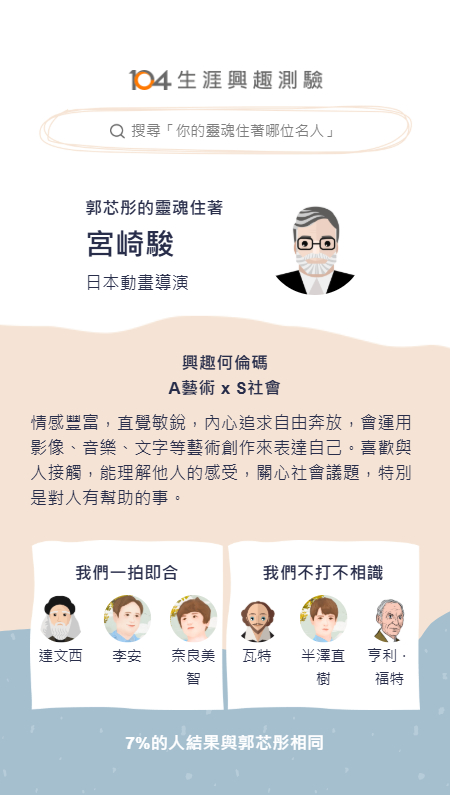 104 生涯興趣測驗
搜尋「你的靈魂住著哪位名人」
郭芯彤的靈魂住著
宮崎駿
日本動畫導演
興趣何倫碼
A藝術 x S社會
情感豐富，直覺敏銳，內心追求自由奔放，會運用
影像、音樂、文字等藝術創作來表達自己。喜歡與
人接觸，能理解他人的感受，關心社會議題，特別
是對人有幫助的事。
我們一拍即合
達文西
李安
奈良美
智
我們不打不相識
瓦特
半澤直
樹
亨利．
福特
7%的人結果與郭芯彤相同